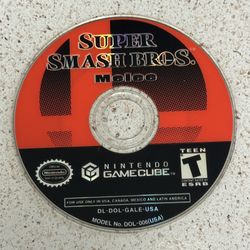 SUPER
SMASH BROS.
Melee
NINTENDO
GAMECUBE
Nintendo
TEEN
T
ESRB
FOR USE ONLY IN USA, CANADA, MEXICO AND LATIN AMERICA
DL-DOL-GALE-USA
MODEL NO. DOL-006(USA)